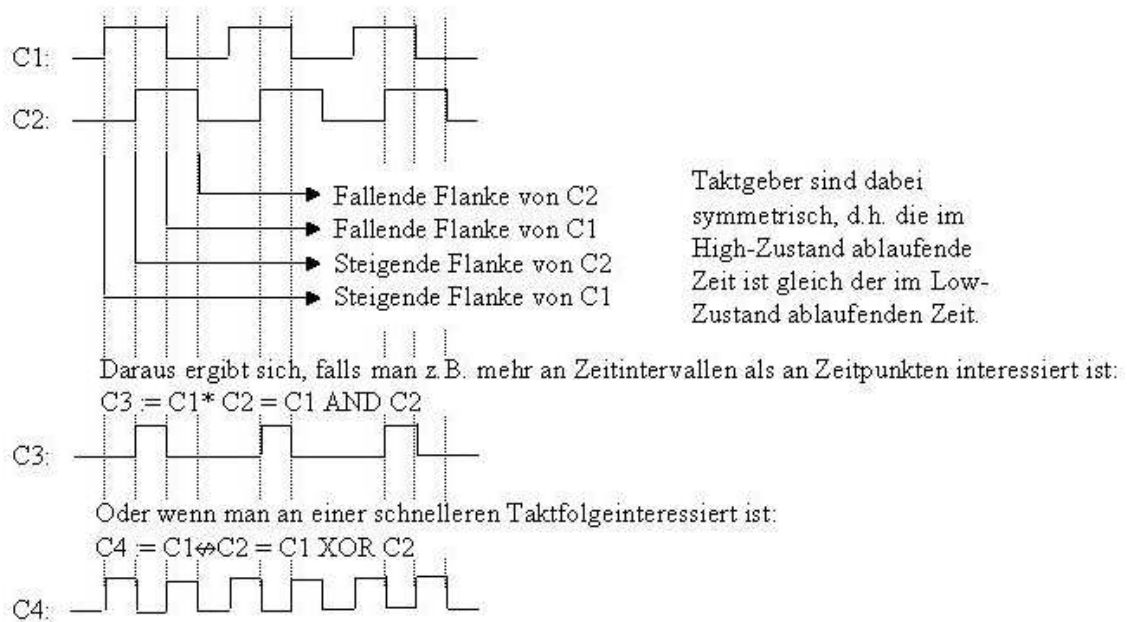 C1:
C2:
Fallende Flanke von C2
Fallende Flanke von C1
Steigende Flanke von C2
Steigende Flanke von C1
Taktgeber sind dabei
symmetrisch, d.h. die im
High-Zustand ablaufende
Zeit ist gleich der im Low-
Zustand ablaufenden Zeit.
Daraus ergibt sich, falls man z.B. mehr an Zeitintervallen als an Zeitpunkten interessiert ist:
C3 := C1* C2 = C1 AND C2
C3:
Oder wenn man an einer schnelleren Taktfolgeinteressiert ist:
C4 := C1⇎C2 = C1 XOR C2
C4: